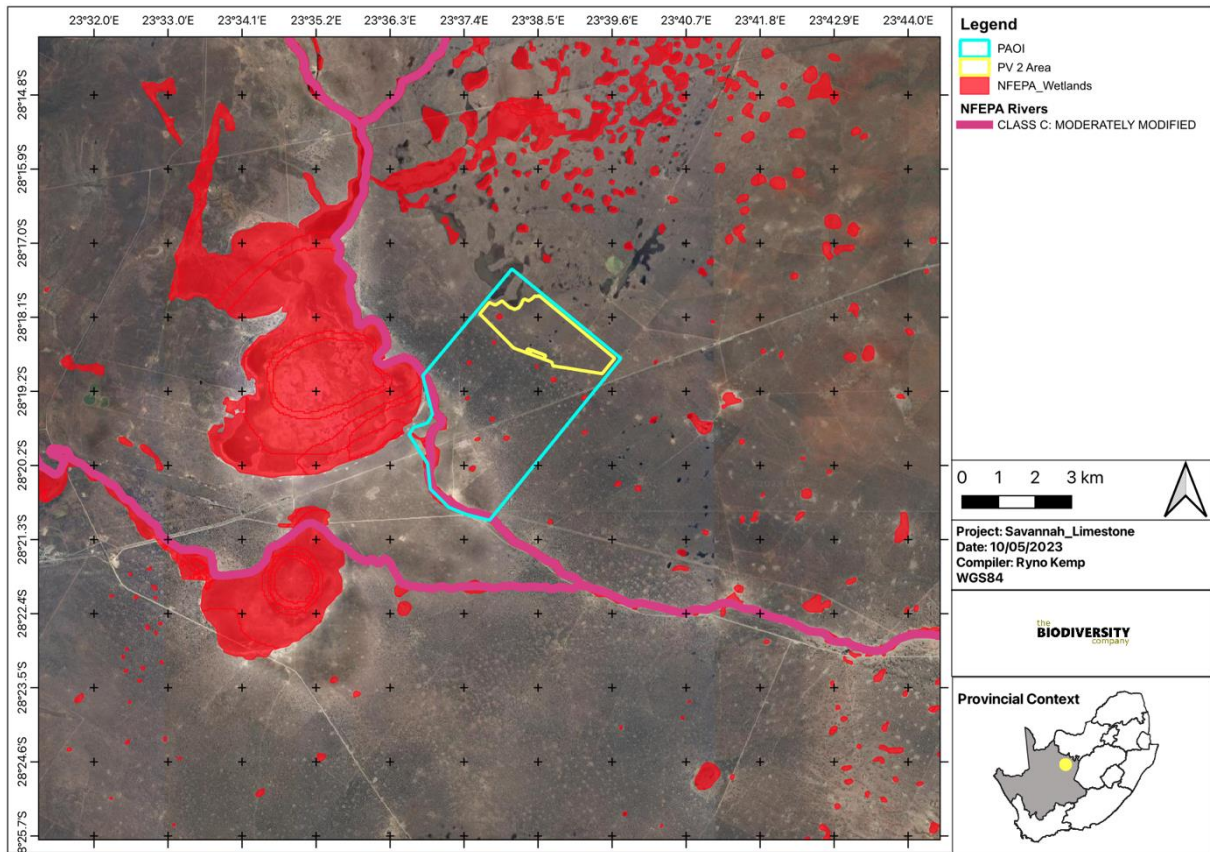 23°32.0'E 23°33.0'E 23°34.1'E 23°35.2'E 23°36.3'E 23°37.4'E 23°38.5'E 23°39.6'E 23°40.7'E 23°41.8'E 23°42.9'E 23°44.0'E
28°14.8'S
28°15.9'S
28°17.0'S
28°18.1'S
28°19.2'S
28°20.2'S
28°21.3'S
28°22.4'S
28°23.5'S
28°24.6'S
28°25.7'S
Legend
PAOI
PV 2 Area
NFEPA_Wetlands
NFEPA Rivers
CLASS C: MODERATELY MODIFIED
0 1 2 3 km
Project: Savannah_Limestone
Date: 10/05/2023
Compiler: Ryno Kemp
WGS84
the
BIODIVERSITY
company
Provincial Context